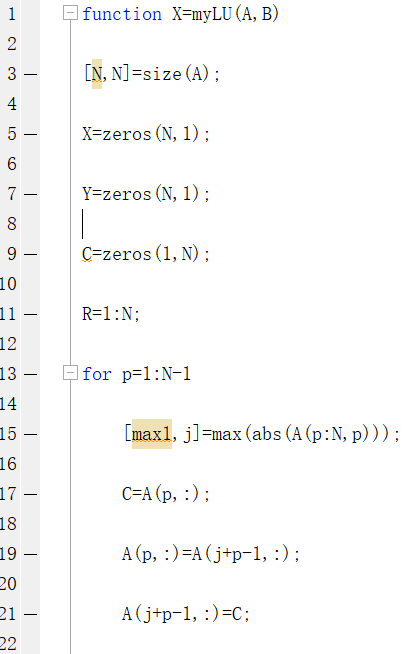 1 function X=myLU(A,B)
2
3 — [N,N]=size(A);
4
5 — X=zeros(N,1);
6
7 — Y=zeros(N,1);
8
9 — C=zeros(1,N);
10
11 — R=1:N;
12
13 — for p=1:N-1
14
15 — [max1,j]=max(abs(A(p:N,p)));
16
17 — C=A(p,:);
18
19 — A(p,:)=A(j+p-1,:);
20
21 — A(j+p-1,:)=C;
22